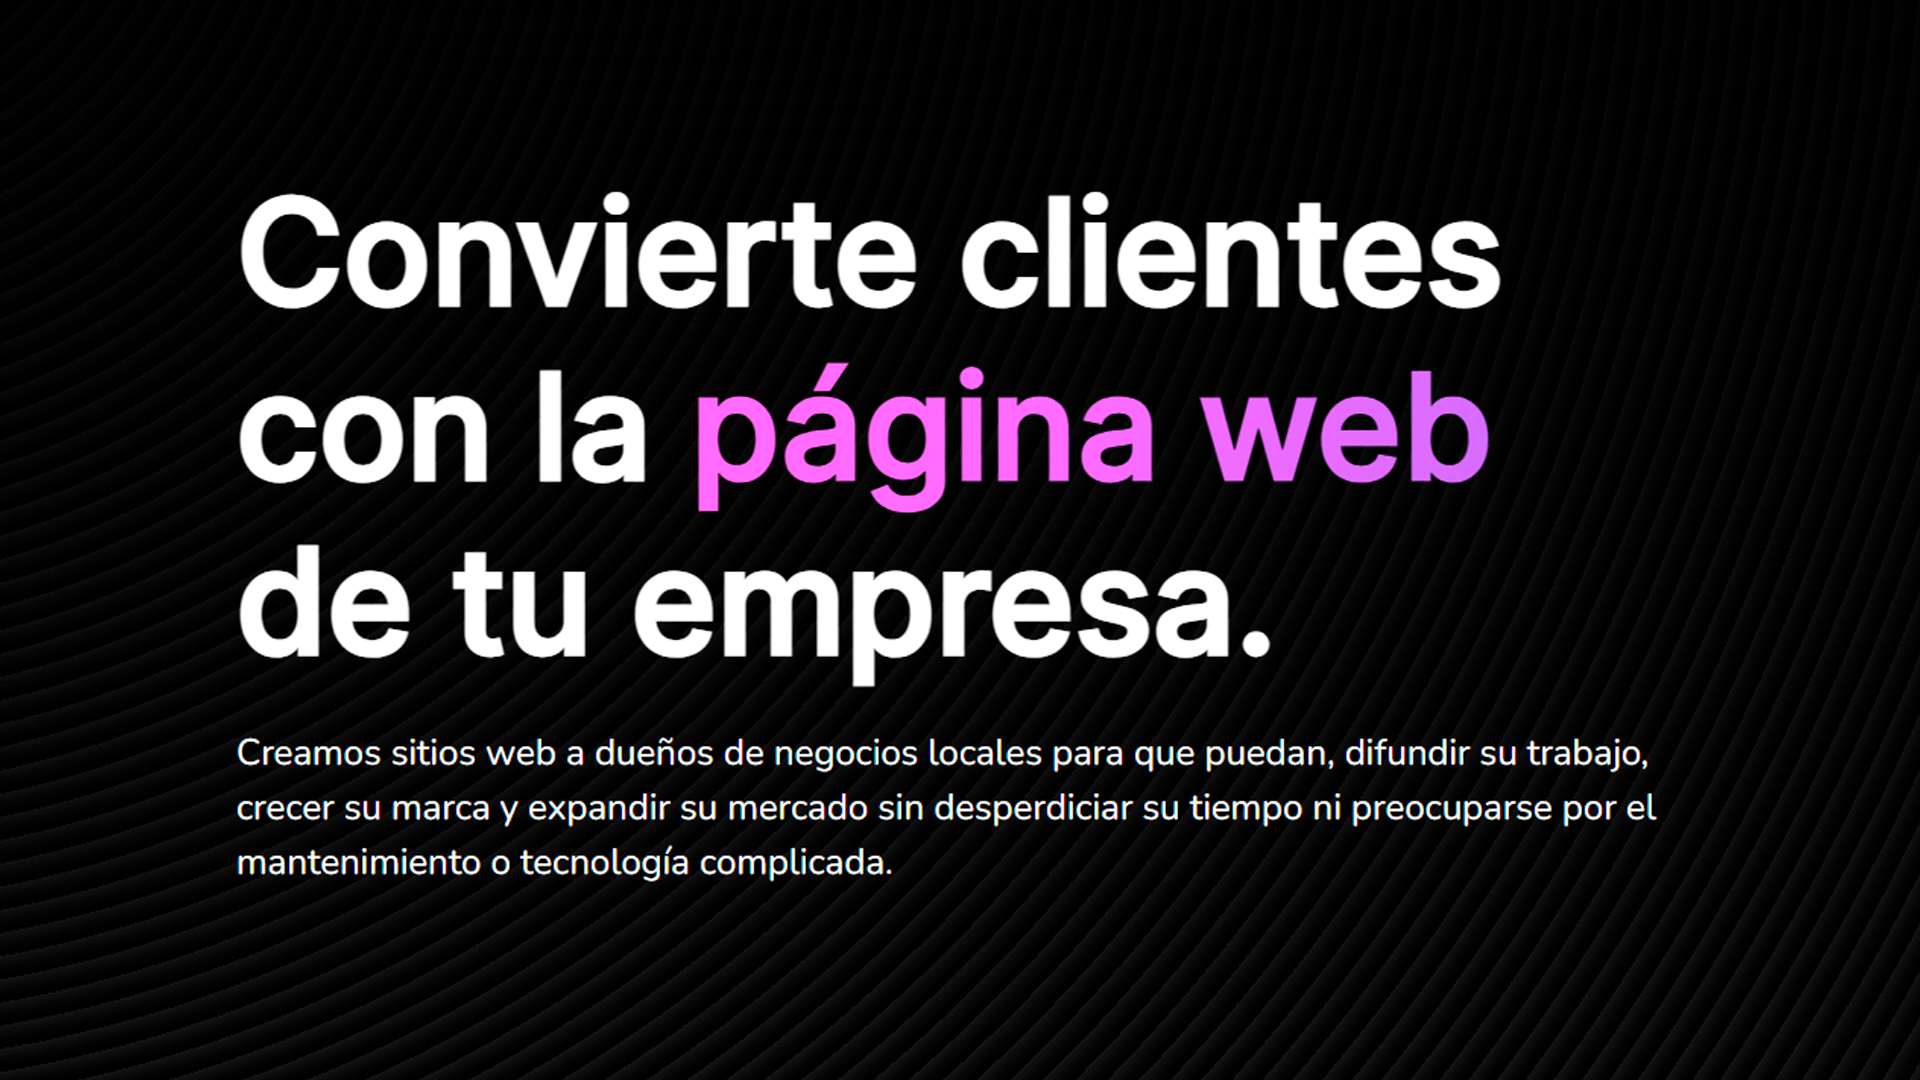 Convierte clientes
con la página web
de tu empresa.
Creamos sitios web a dueños de negocios locales para que puedan, difundir su trabajo,
crecer su marca y expandir su mercado sin desperdiciar su tiempo ni preocuparse por el
mantenimiento o tecnología complicada.